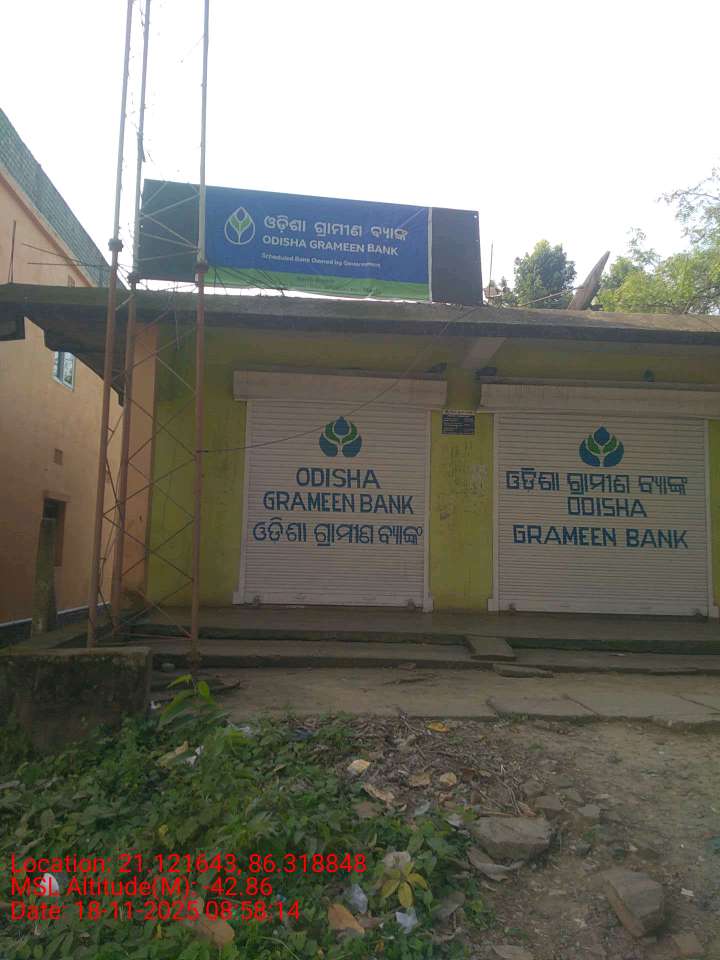 ଓଡ଼ିଶା ଗ୍ରାମୀଣ ବ୍ୟାଙ୍କ
ODISHA GRAMEEN BANK
Scheduled Bank Owned by Government
ODISHA
GRAMEEN BANK
ଓଡିଶା ଗ୍ରାମୀଣ ବ୍ୟାଙ୍କ
ଓଡିଶା ଗ୍ରାମୀଣ ବ୍ୟାଙ୍କ
ODISHA
GRAMEEN BANK
Location: 21.121643, 86.318848
MSL Altitude(M): -42.86
Date: 18-11-2025 08:58:14